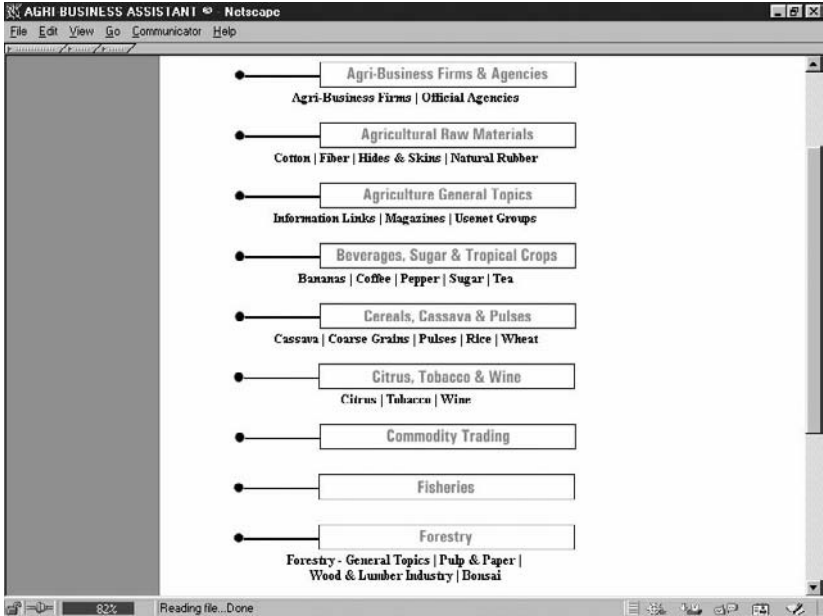 AGRI BUSINESS ASSISTANT © - Netscape
File Edit View Go Communicator Help
Agri-Business Firms & Agencies
Agri-Business Firms | Official Agencies
Agricultural Raw Materials
Cotton | Fiber | Hides & Skins | Natural Rubber
Agriculture General Topics
Information Links | Magazines | Usenet Groups
Beverages, Sugar & Tropical Crops
Bananas | Coffee | Pepper | Sugar | Tea
Cereals, Cassava & Pulses
Cassava | Coarse Grains | Pulses | Rice | Wheat
Citrus, Tobacco & Wine
Citrus | Tobacco | Wine
Commodity Trading
Fisheries
Forestry
Forestry - General Topics | Pulp & Paper |
Wood & Lumber Industry | Bonsai
82% Reading file...Done